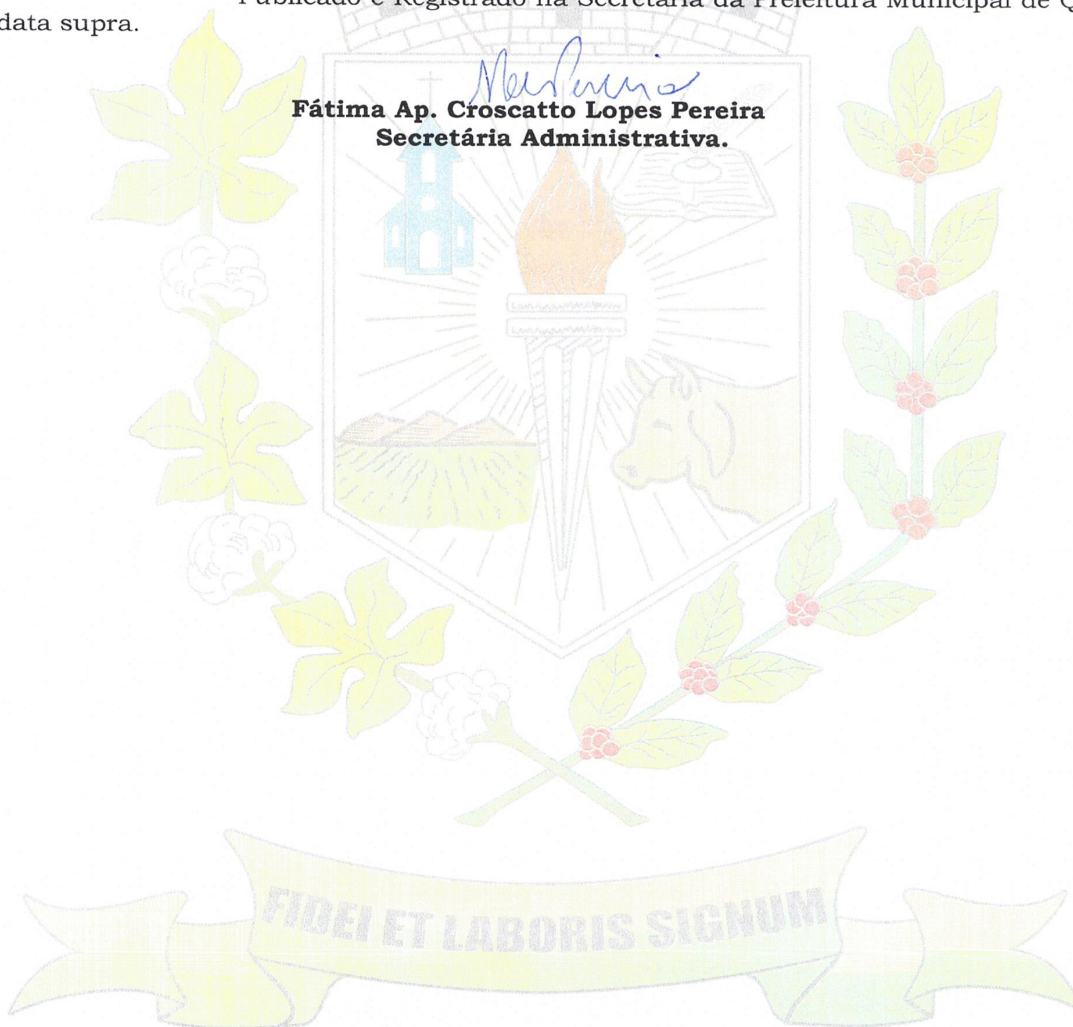 Publicado e Registrado na Secretaria da Prefeitura Municipal de Q
data supra.
Fátima Ap. Croscatto Lopes Pereira
Secretária Administrativa.
FIDEI ET LABORIS SIGNUM